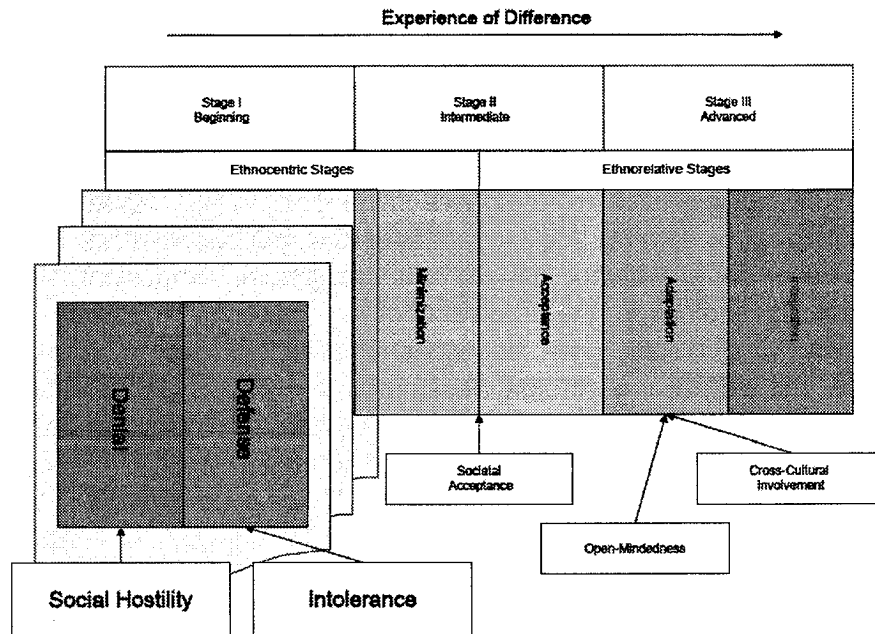 Experience of Difference
Stage I
Beginning
Stage II
Intermediate
Stage III
Advanced
Ethnocentric Stages
Ethnorelative Stages
Denial
Defense
Minimization
Acceptance
Adaptation
Integration
Societal
Acceptance
Cross-Cultural
Involvement
Open-Mindedness
Social Hostility
Intolerance